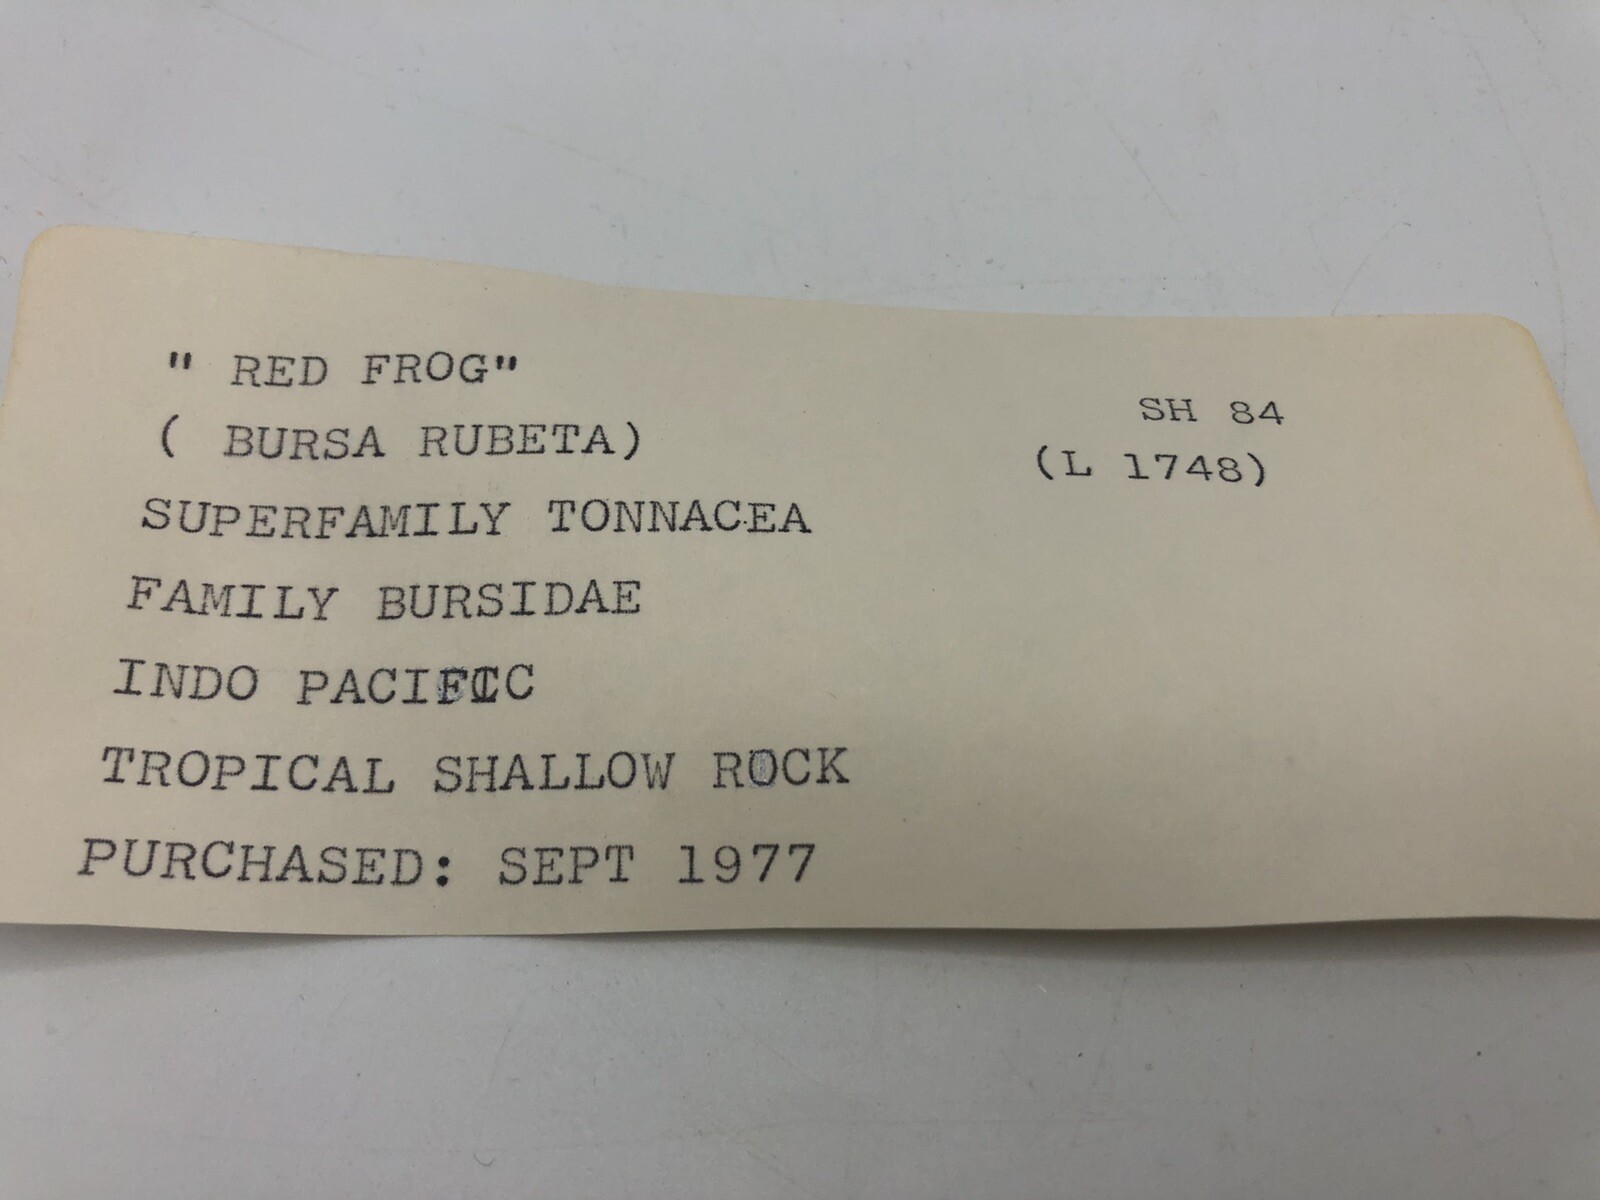 " RED FROG"
SH 84
( BURSA RUBETA)
(L 1748)
SUPERFAMILY TONNACEA
FAMILY BURSIDAE
INDO PACIFIC
TROPICAL SHALLOW ROCK
PURCHASED: SEPT 1977